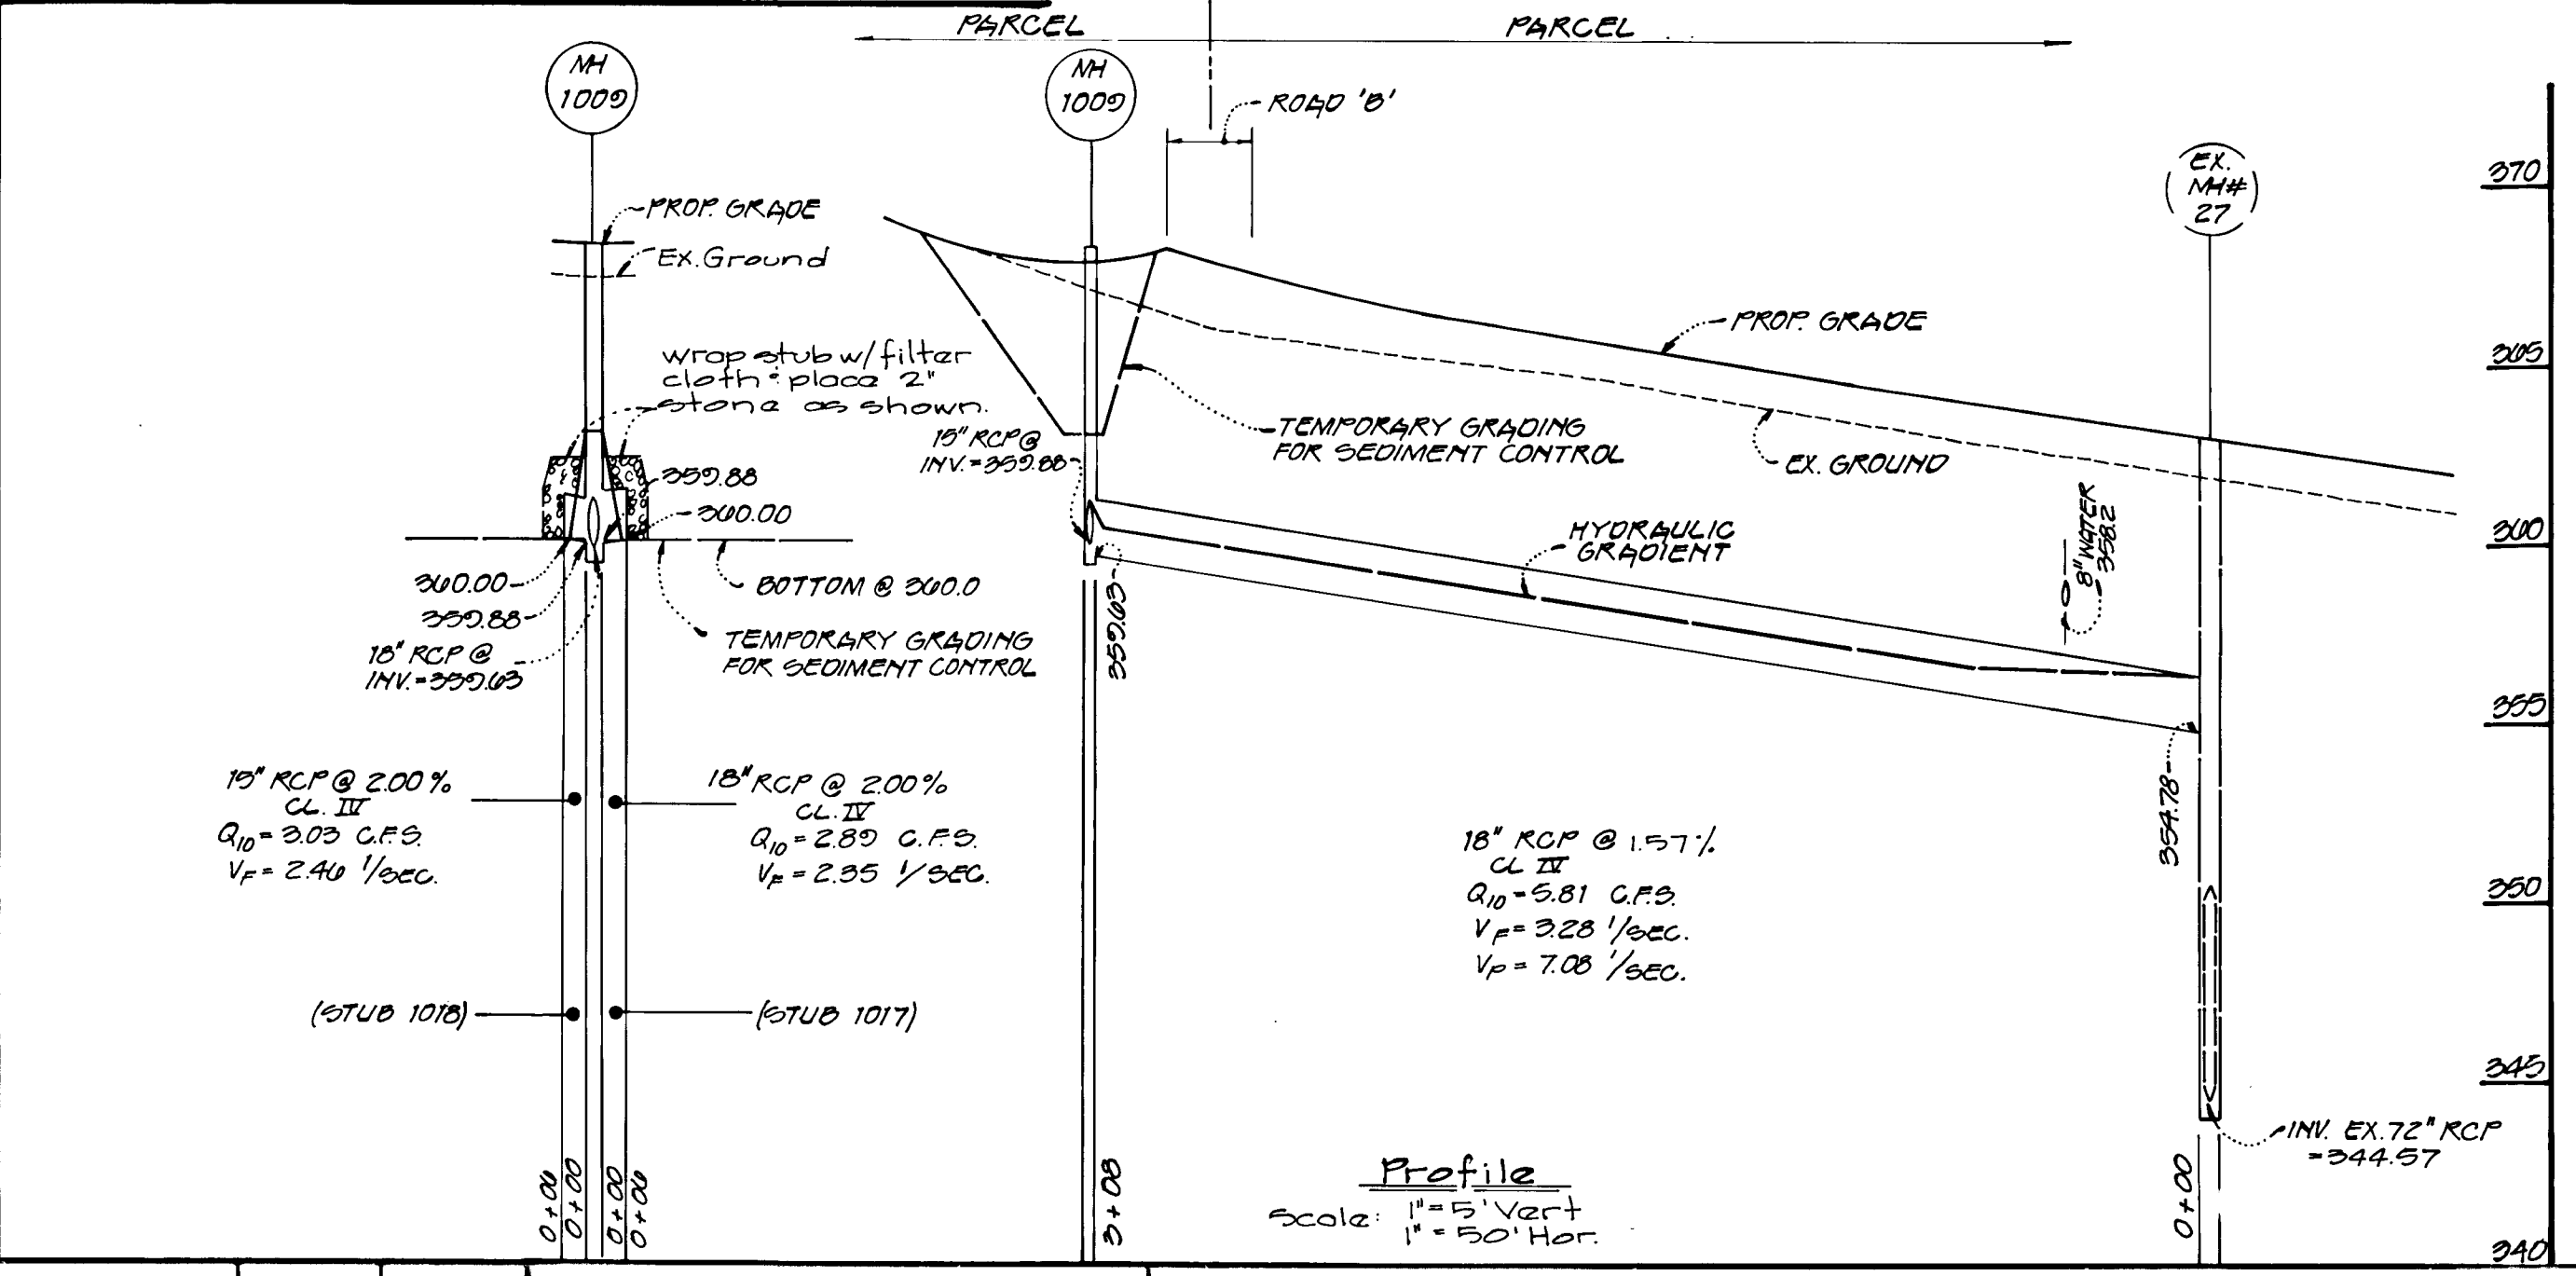 PARCEL
PARCEL
MH
1009
MH
1009
ROAD 'B'
EX.
MH#
27
PROP. GRADE
Ex. Ground
wrap stub w/ filter
cloth & place 2"
stone as shown.
15" RCP @
INV. = 359.88
359.88
360.00
360.00
359.88
18" RCP @
INV. = 359.63
BOTTOM @ 360.0
TEMPORARY GRADING
FOR SEDIMENT CONTROL
TEMPORARY GRADING
FOR SEDIMENT CONTROL
PROP. GRADE
EX. GROUND
HYDRAULIC
GRADIENT
8" WATER
358.2
359.63
354.78
15" RCP @ 2.00%
CL. IV
Q10 = 3.03 C.F.S.
VF = 2.46 '/SEC.
18" RCP @ 2.00%
CL. IV
Q10 = 2.89 C.F.S.
VF = 2.35 '/SEC.
18" RCP @ 1.57%
CL IV
Q10 = 5.81 C.F.S.
VF = 3.28 '/SEC.
VP = 7.08 '/SEC.
(STUB 1018)
(STUB 1017)
INV. EX. 72" RCP
= 344.57
0+06
0+00
0+00
0+06
3+08
0+00
Profile
Scale: 1" = 5' Vert
1" = 50' Hor.
370
365
360
355
350
345
340